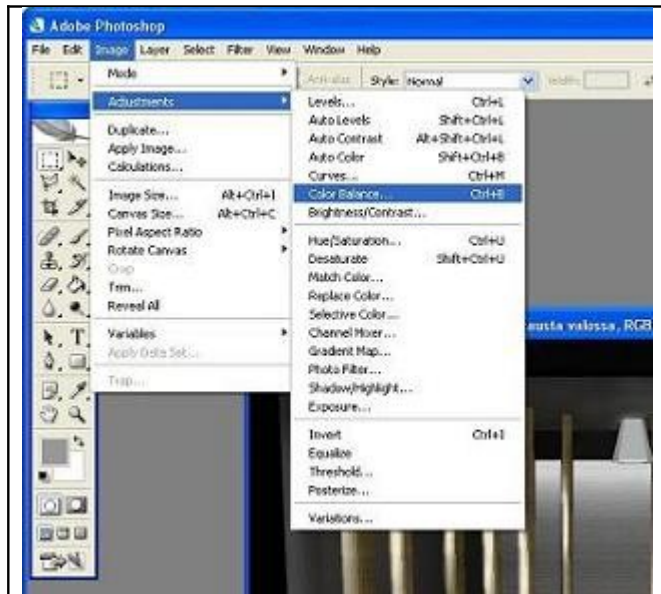 Adobe Photoshop
File Edit Image Layer Select Filter View Window Help
Style: Normal Width:
Mode
Adjustments
Duplicate...
Apply Image...
Calculations...
Image Size... Alt+Ctrl+I
Canvas Size... Alt+Ctrl+C
Pixel Aspect Ratio
Rotate Canvas
Crop
Trim...
Reveal All
Variables
Apply Data Set...
Trap...
Levels... Ctrl+L
Auto Levels Shift+Ctrl+L
Auto Contrast Alt+Shift+Ctrl+L
Auto Color Shift+Ctrl+B
Curves... Ctrl+M
Color Balance... Ctrl+B
Brightness/Contrast...
Hue/Saturation... Ctrl+U
Desaturate Shift+Ctrl+U
Match Color...
Replace Color...
Selective Color...
Channel Mixer...
Gradient Map...
Photo Filter...
Shadow/Highlight...
Exposure...
Invert Ctrl+I
Equalize
Threshold...
Posterize...
Variations...
austa valossa, RGB